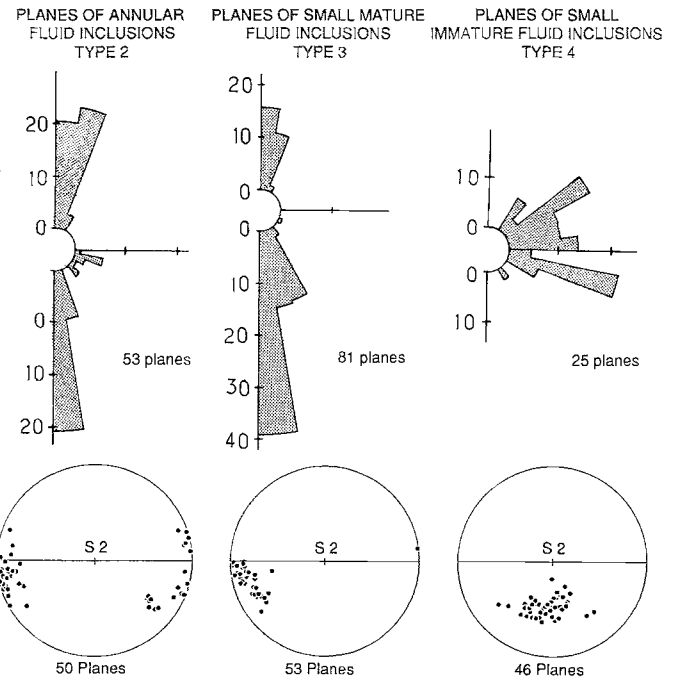 PLANES OF ANNULAR
FLUID INCLUSIONS
TYPE 2
PLANES OF SMALL MATURE
FLUID INCLUSIONS
TYPE 3
PLANES OF SMALL
IMMATURE FLUID INCLUSIONS
TYPE 4
20
10
0
0
10
20
53 planes
20
10
0
0
10
20
30
40
81 planes
10
0
0
10
25 planes
S 2
S 2
S 2
50 Planes
53 Planes
46 Planes